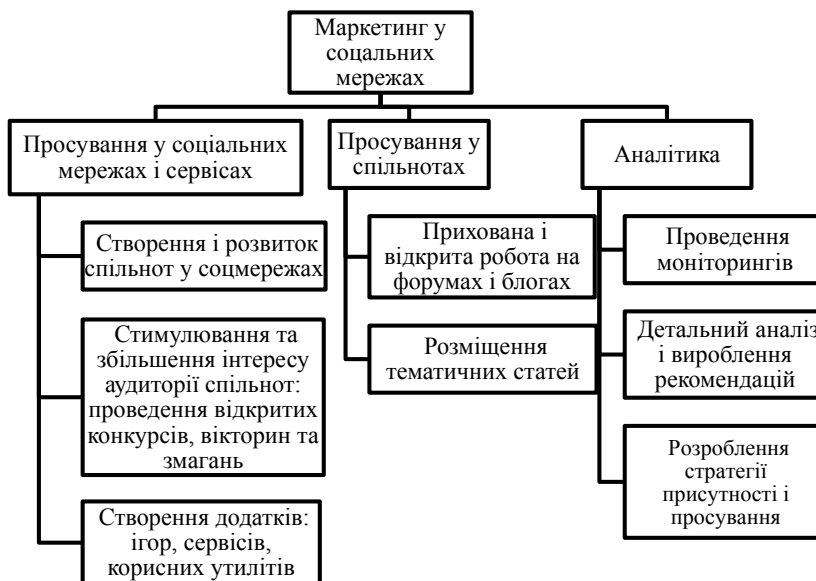 Маркетинг у
соцальних
мережах
Просування у соціальних
мережах і сервісах
Створення і розвиток
спільнот у соцмережах
Стимулювання та
збільшення інтересу
аудиторії спільнот:
проведення відкритих
конкурсів, вікторин та
змагань
Створення додатків:
ігор, сервісів,
корисних утилітів
Просування у
спільнотах
Прихована і
відкрита робота на
форумах і блогах
Розміщення
тематичних статей
Аналітика
Проведення
моніторингів
Детальний аналіз
і вироблення
рекомендацій
Розроблення
стратегії
присутності і
просування